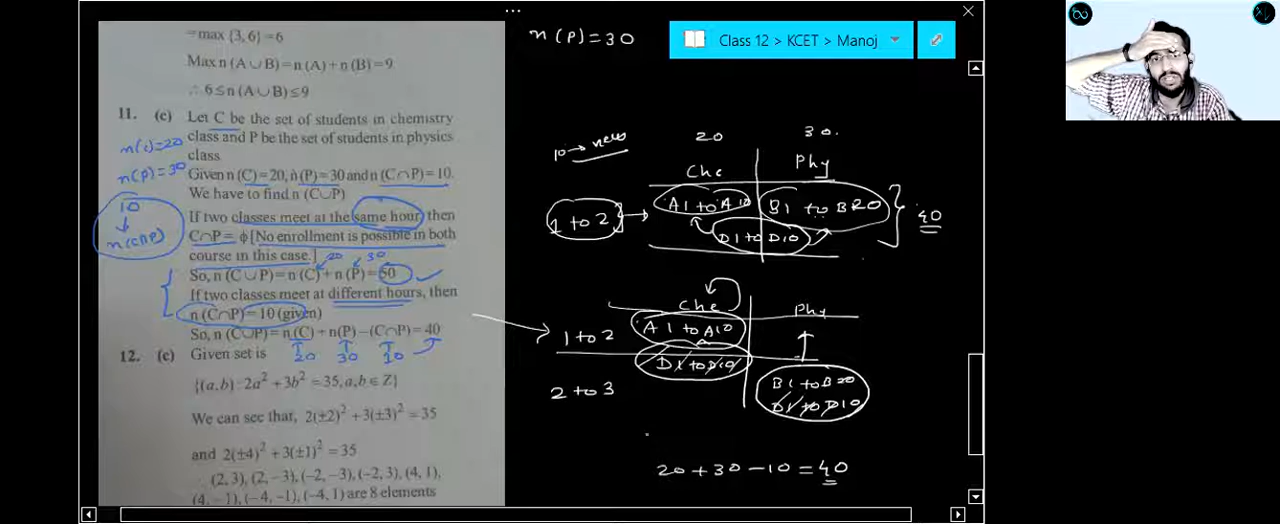 =max {3, 6} =6
Max n (A ∪ B) = n (A) + n (B) = 9
∴ 6 ≤ n (A ∪ B) ≤ 9
11. (c) Let C be the set of students in chemistry
class and P be the set of students in physics
class
Given n (C) = 20, n (P) = 30 and n (C∩P) = 10.
We have to find n (C∪P)
If two classes meet at the same hour, then
C∩P = ϕ [No enrollment is possible in both
course in this case.]
So, n (C ∪ P) = n (C) + n (P) = 50
If two classes meet at different hours, then
n (C∩P) = 10 (given)
So, n (C∪P) = n (C) + n (P) – (C∩P) = 40
12. (c) Given set is
{(a, b) : 2a² + 3b² = 35, a, b ∈ Z}
We can see that, 2(±2)² + 3(±3)² = 35
and 2(±4)² + 3(±1)² = 35
∴ (2, 3), (2, –3), (–2, –3), (–2, 3), (4, 1),
(4, –1), (–4, –1), (–4, 1) are 8 elements
n(C)=20
n(P)=30
10
n(C∩P)
20 30
20 30 10
n(P)=30
Class 12 > KCET > Manoj
10 → new
20 30.
Che Phy
1 to 2 A1 to A10 B1 to B20 40
D1 to D10
Che Phy
1 to 2 A1 to A10
D1 to D10
2 to 3 B1 to B20
D1 to D10
20 + 30 – 10 = 40